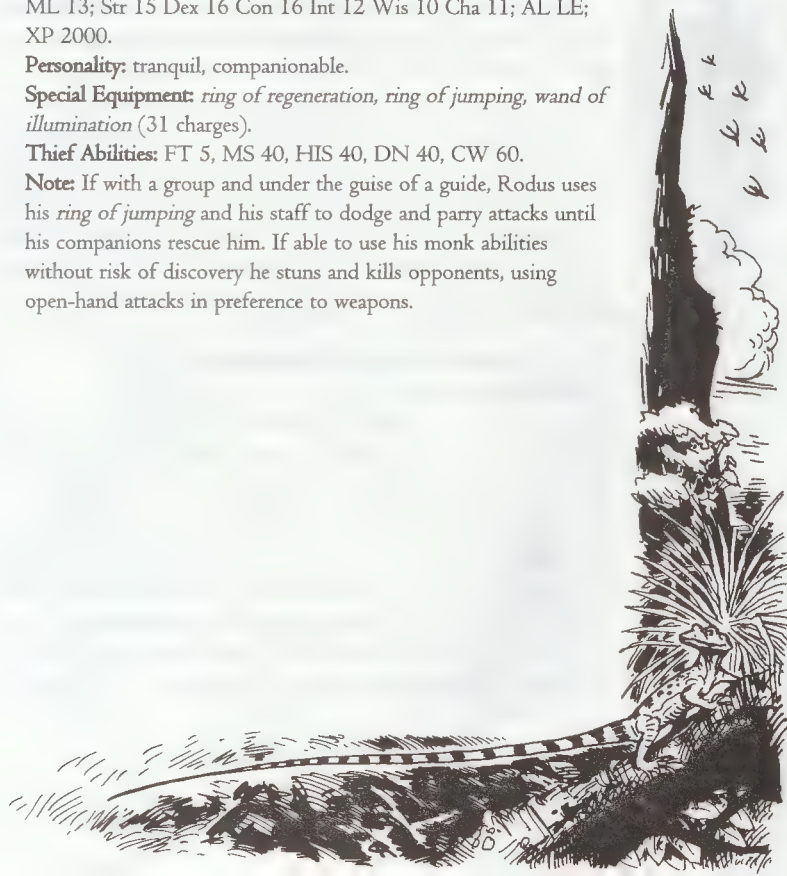 ML 13; Str 15 Dex 16 Con 16 Int 12 Wis 10 Cha 11; AL LE;
XP 2000.
Personality: tranquil, companionable.
Special Equipment: ring of regeneration, ring of jumping, wand of
illumination (31 charges).
Thief Abilities: FT 5, MS 40, HIS 40, DN 40, CW 60.
Note: If with a group and under the guise of a guide, Rodus uses
his ring of jumping and his staff to dodge and parry attacks until
his companions rescue him. If able to use his monk abilities
without risk of discovery he stuns and kills opponents, using
open-hand attacks in preference to weapons.